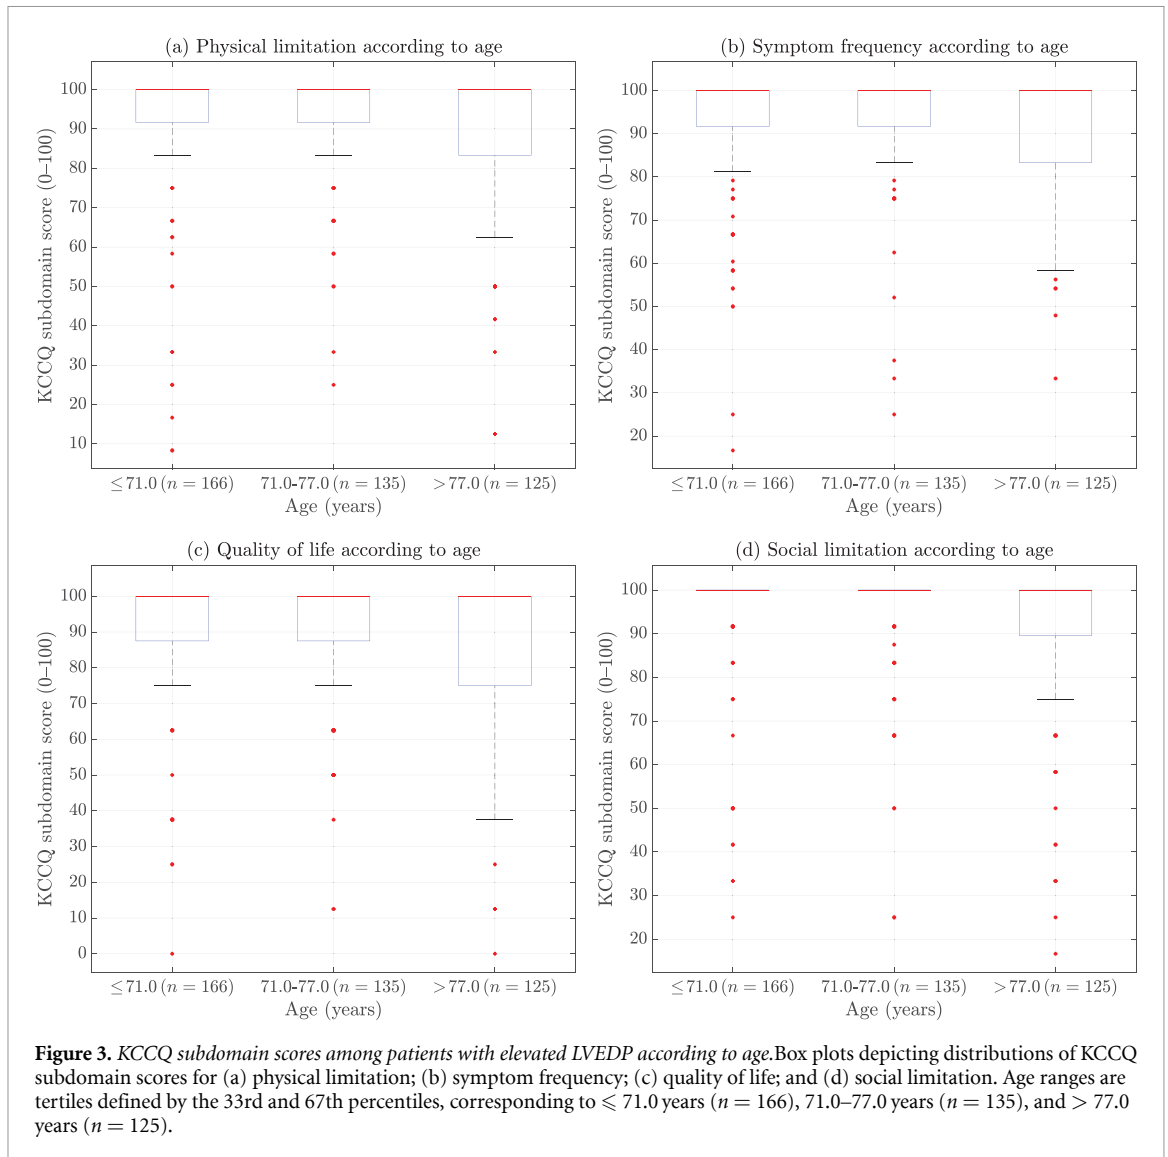 (a) Physical limitation according to age
KCCQ subdomain score (0–100)
100
90
80
70
60
50
40
30
20
10
≤71.0 (n = 166) 71.0-77.0 (n = 135) >77.0 (n = 125)
Age (years)
(b) Symptom frequency according to age
KCCQ subdomain score (0–100)
100
90
80
70
60
50
40
30
20
≤71.0 (n = 166) 71.0-77.0 (n = 135) >77.0 (n = 125)
Age (years)
(c) Quality of life according to age
KCCQ subdomain score (0–100)
100
90
80
70
60
50
40
30
20
10
0
≤71.0 (n = 166) 71.0-77.0 (n = 135) >77.0 (n = 125)
Age (years)
(d) Social limitation according to age
KCCQ subdomain score (0–100)
100
90
80
70
60
50
40
30
20
≤71.0 (n = 166) 71.0-77.0 (n = 135) >77.0 (n = 125)
Age (years)
Figure 3. KCCQ subdomain scores among patients with elevated LVEDP according to age.Box plots depicting distributions of KCCQ
subdomain scores for (a) physical limitation; (b) symptom frequency; (c) quality of life; and (d) social limitation. Age ranges are
tertiles defined by the 33rd and 67th percentiles, corresponding to ⩽ 71.0 years (n = 166), 71.0–77.0 years (n = 135), and > 77.0
years (n = 125).